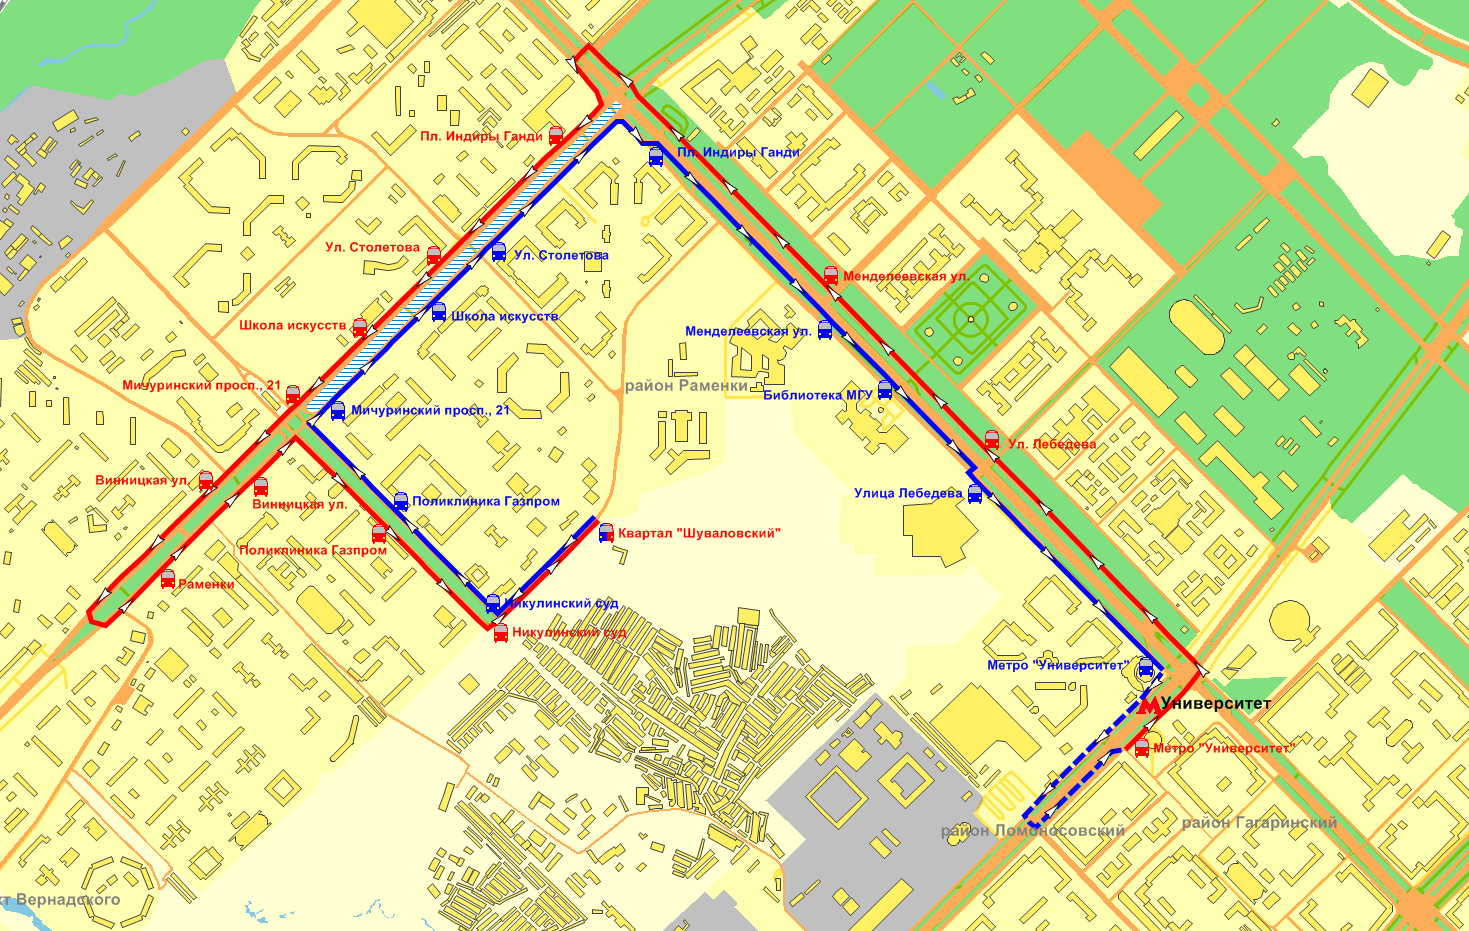 Пл. Индиры Ганди
Пл. Индиры Ганди
Ул. Столетова
Ул. Столетова
Менделеевская ул.
Школа искусств
Школа искусств
Менделеевская ул.
Мичуринский просп., 21
район Раменки
Библиотека МГУ
Мичуринский просп., 21
Ул. Лебедева
Винницкая ул.
Улица Лебедева
Винницкая ул.
Поликлиника Газпром
Квартал "Шуваловский"
Поликлиника Газпром
Раменки
Никулинский суд
Никулинский суд
Метро "Университет"
М Университет
Метро "Университет"
район Ломоносовский
район Гагаринский
кт Вернадского